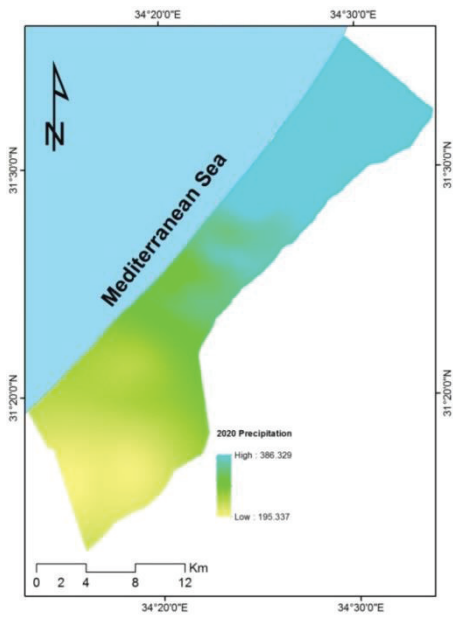 34°20'0"E 34°30'0"E
N
31°30'0"N 31°30'0"N
Mediterranean Sea
31°20'0"N 31°20'0"N
2020 Precipitation
High : 386.329
Low : 195.337
Km
0 2 4 8 12
34°20'0"E 34°30'0"E